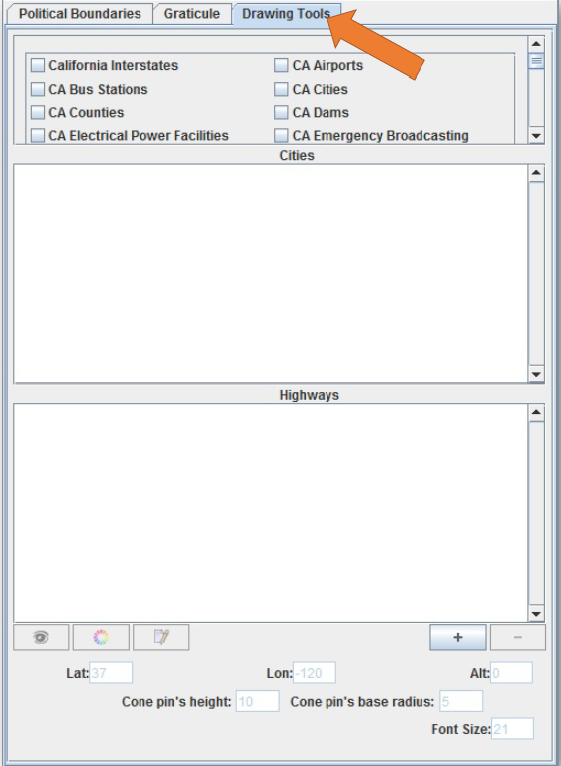 Political Boundaries Graticule Drawing Tools
California Interstates CA Airports
CA Bus Stations CA Cities
CA Counties CA Dams
CA Electrical Power Facilities CA Emergency Broadcasting
Cities
Highways
+ −
Lat: 37 Lon: -120 Alt: 0
Cone pin's height: 10 Cone pin's base radius: 5
Font Size: 21